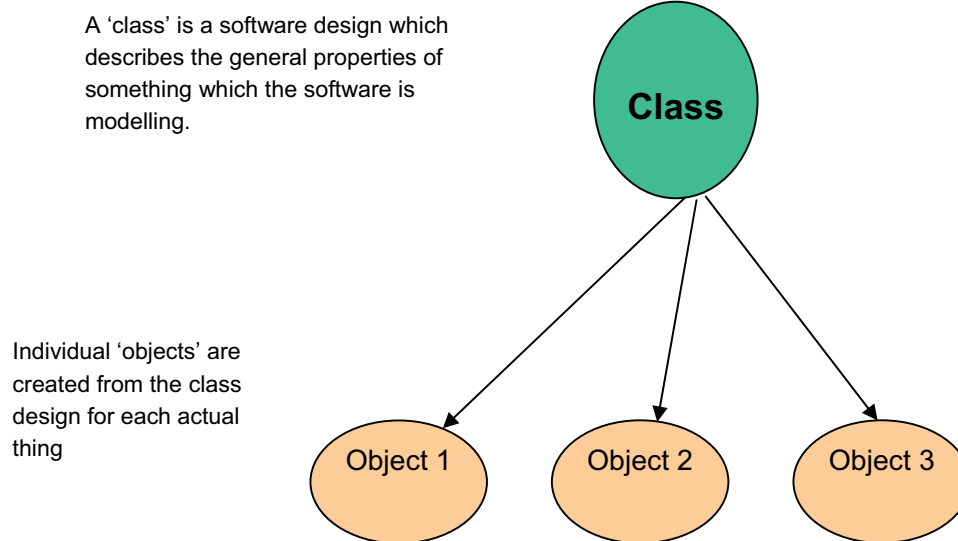 A ‘class’ is a software design which
describes the general properties of
something which the software is
modelling.
Class
Individual ‘objects’ are
created from the class
design for each actual
thing
Object 1
Object 2
Object 3